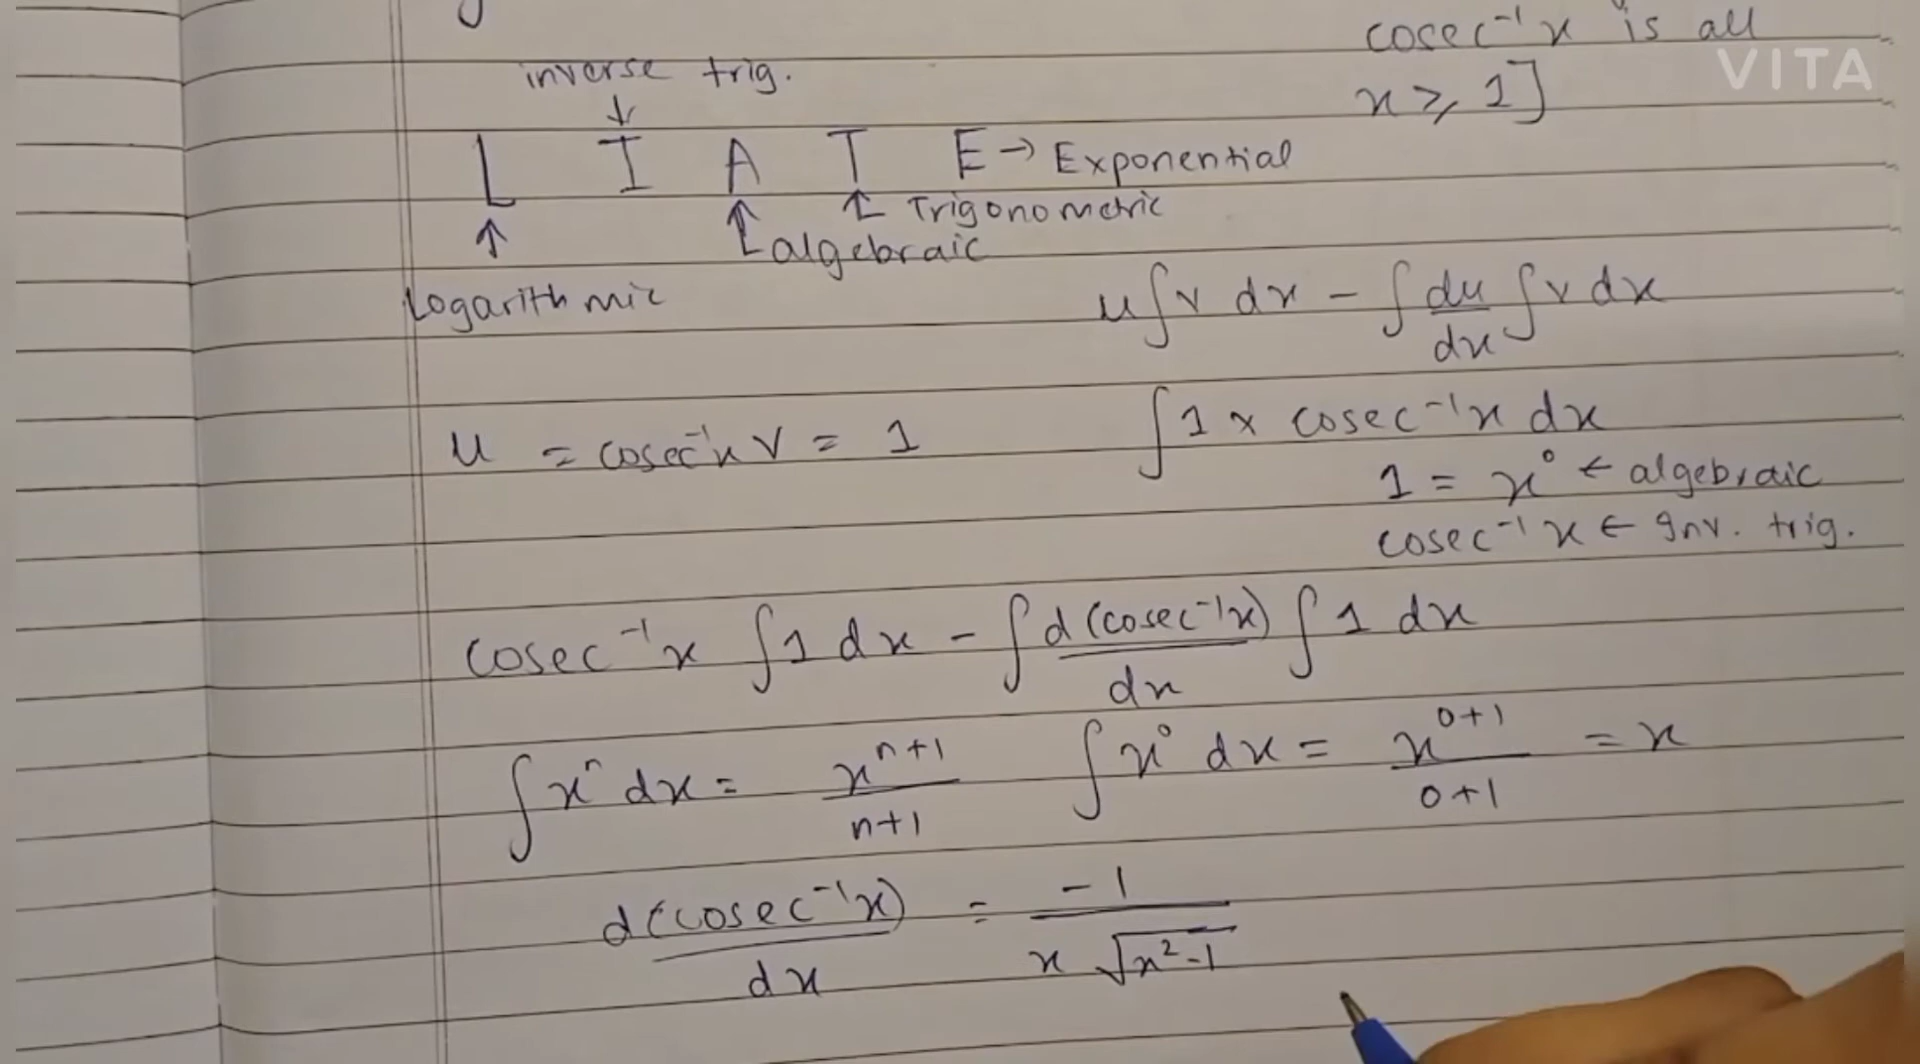 cosec⁻¹ x is all
VITA
x ≥ 1]
inverse trig.
↓
L I A T E → Exponential
↑ Trigonometric
↑ algebraic
↑
Logarithmic
u∫v dx - ∫du/dx ∫v dx
u = cosec⁻¹x v = 1
∫1 × cosec⁻¹x dx
1 = x⁰ ← algebraic
cosec⁻¹ x ← Inv. trig.
cosec⁻¹x ∫1 dx - ∫d(cosec⁻¹x)/dx ∫1 dx
∫xⁿ dx = xⁿ⁺¹/n+1 ∫x⁰ dx = x⁰⁺¹/0+1 = x
d(cosec⁻¹x)/dx = -1/x√x²-1